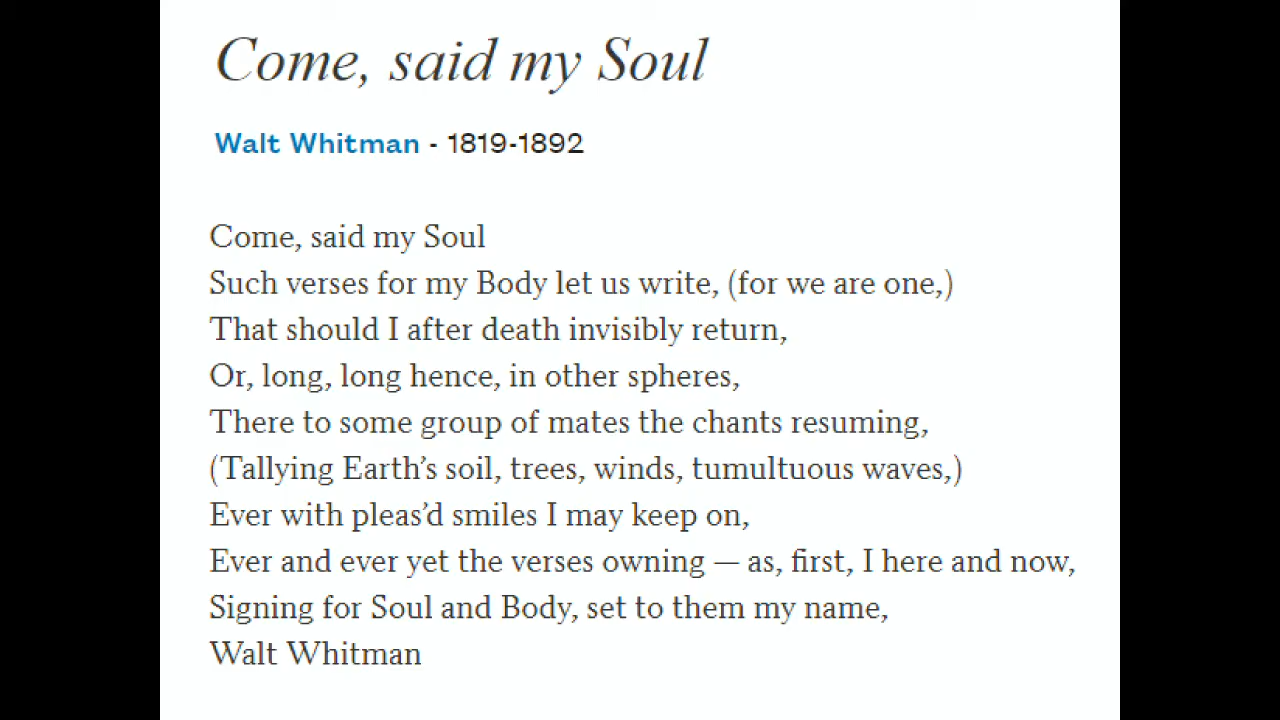 Come, said my Soul
Walt Whitman - 1819-1892
Come, said my Soul
Such verses for my Body let us write, (for we are one,)
That should I after death invisibly return,
Or, long, long hence, in other spheres,
There to some group of mates the chants resuming,
(Tallying Earth’s soil, trees, winds, tumultuous waves,)
Ever with pleas’d smiles I may keep on,
Ever and ever yet the verses owning — as, first, I here and now,
Signing for Soul and Body, set to them my name,
Walt Whitman